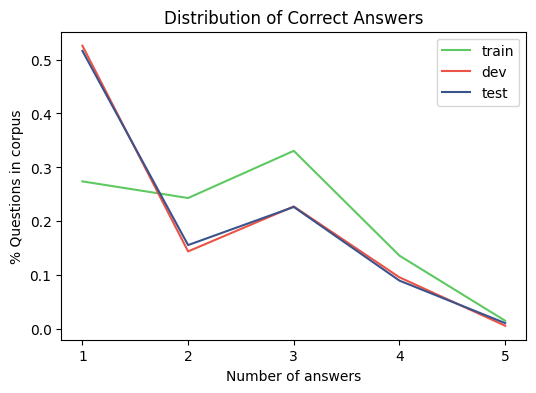 Distribution of Correct Answers
train
dev
test
% Questions in corpus
0.5
0.4
0.3
0.2
0.1
0.0
1 2 3 4 5
Number of answers